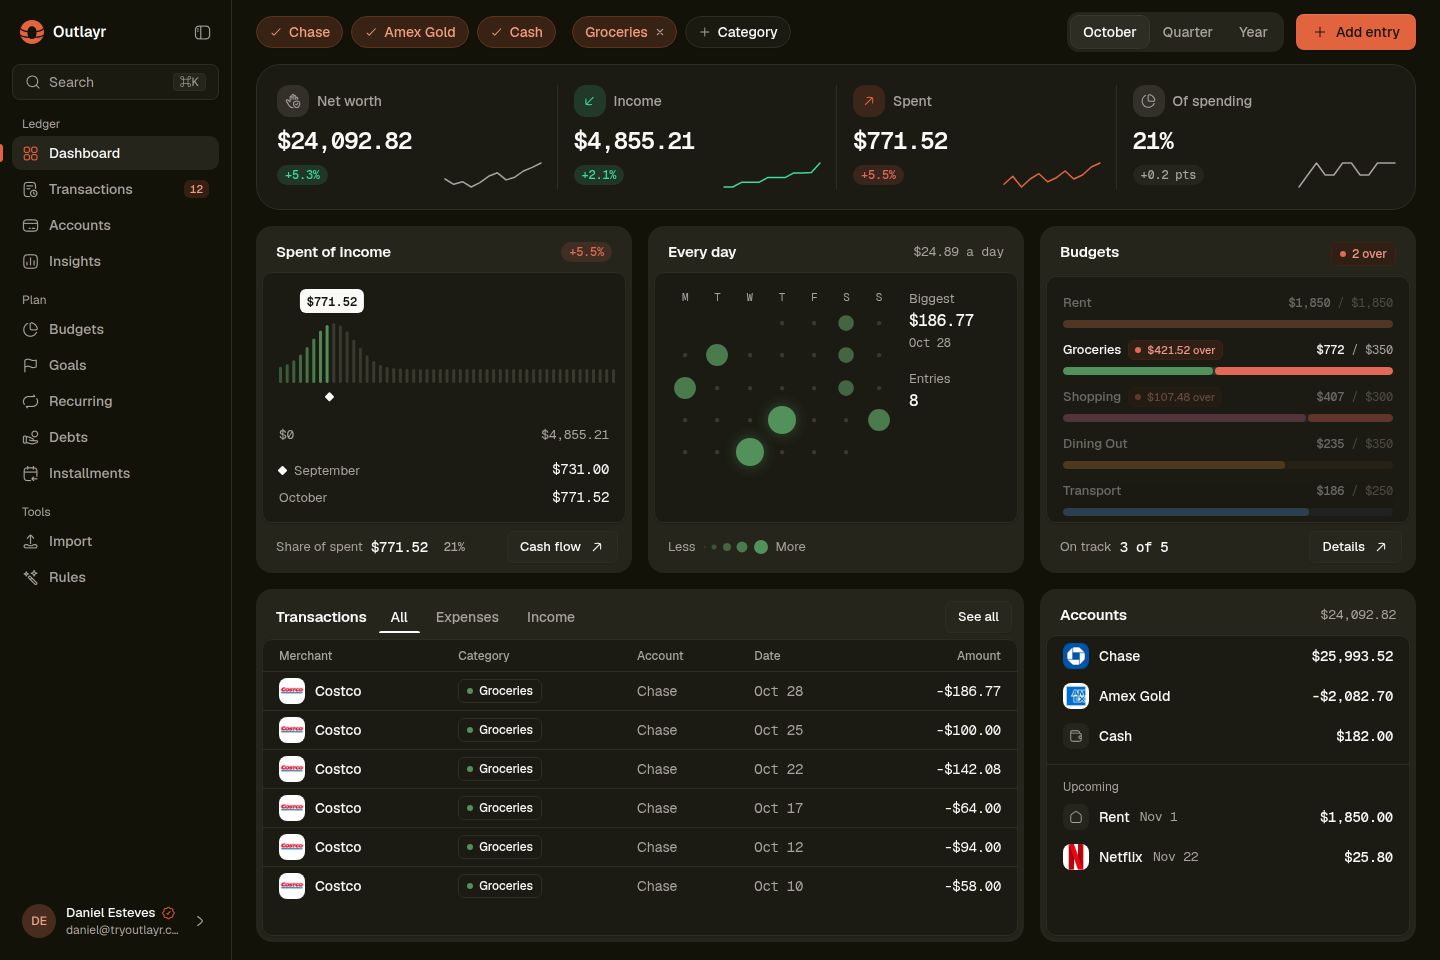 Outlayr
Search ⌘K
Ledger
Dashboard
Transactions 12
Accounts
Insights
Plan
Budgets
Goals
Recurring
Debts
Installments
Tools
Import
Rules
DE
Daniel Esteves
daniel@tryoutlayr.c...
Chase Amex Gold Cash Groceries × + Category
October Quarter Year + Add entry
Net worth
$24,092.82
+5.3%
Income
$4,855.21
+2.1%
Spent
$771.52
+5.5%
Of spending
21%
+0.2 pts
Spent of Income +5.5%
$771.52
$0 $4,855.21
September $731.00
October $771.52
Share of spent $771.52 21% Cash flow
Every day $24.89 a day
M T W T F S S
Biggest
$186.77
Oct 28
Entries
8
Less More
Budgets 2 over
Rent $1,850 / $1,850
Groceries $421.52 over $772 / $350
Shopping $107.48 over $407 / $300
Dining Out $235 / $350
Transport $186 / $250
On track 3 of 5 Details
Transactions All Expenses Income See all
Merchant Category Account Date Amount
Costco Groceries Chase Oct 28 -$186.77
Costco Groceries Chase Oct 25 -$100.00
Costco Groceries Chase Oct 22 -$142.08
Costco Groceries Chase Oct 17 -$64.00
Costco Groceries Chase Oct 12 -$94.00
Costco Groceries Chase Oct 10 -$58.00
Accounts $24,092.82
Chase $25,993.52
Amex Gold -$2,082.70
Cash $182.00
Upcoming
Rent Nov 1 $1,850.00
Netflix Nov 22 $25.80